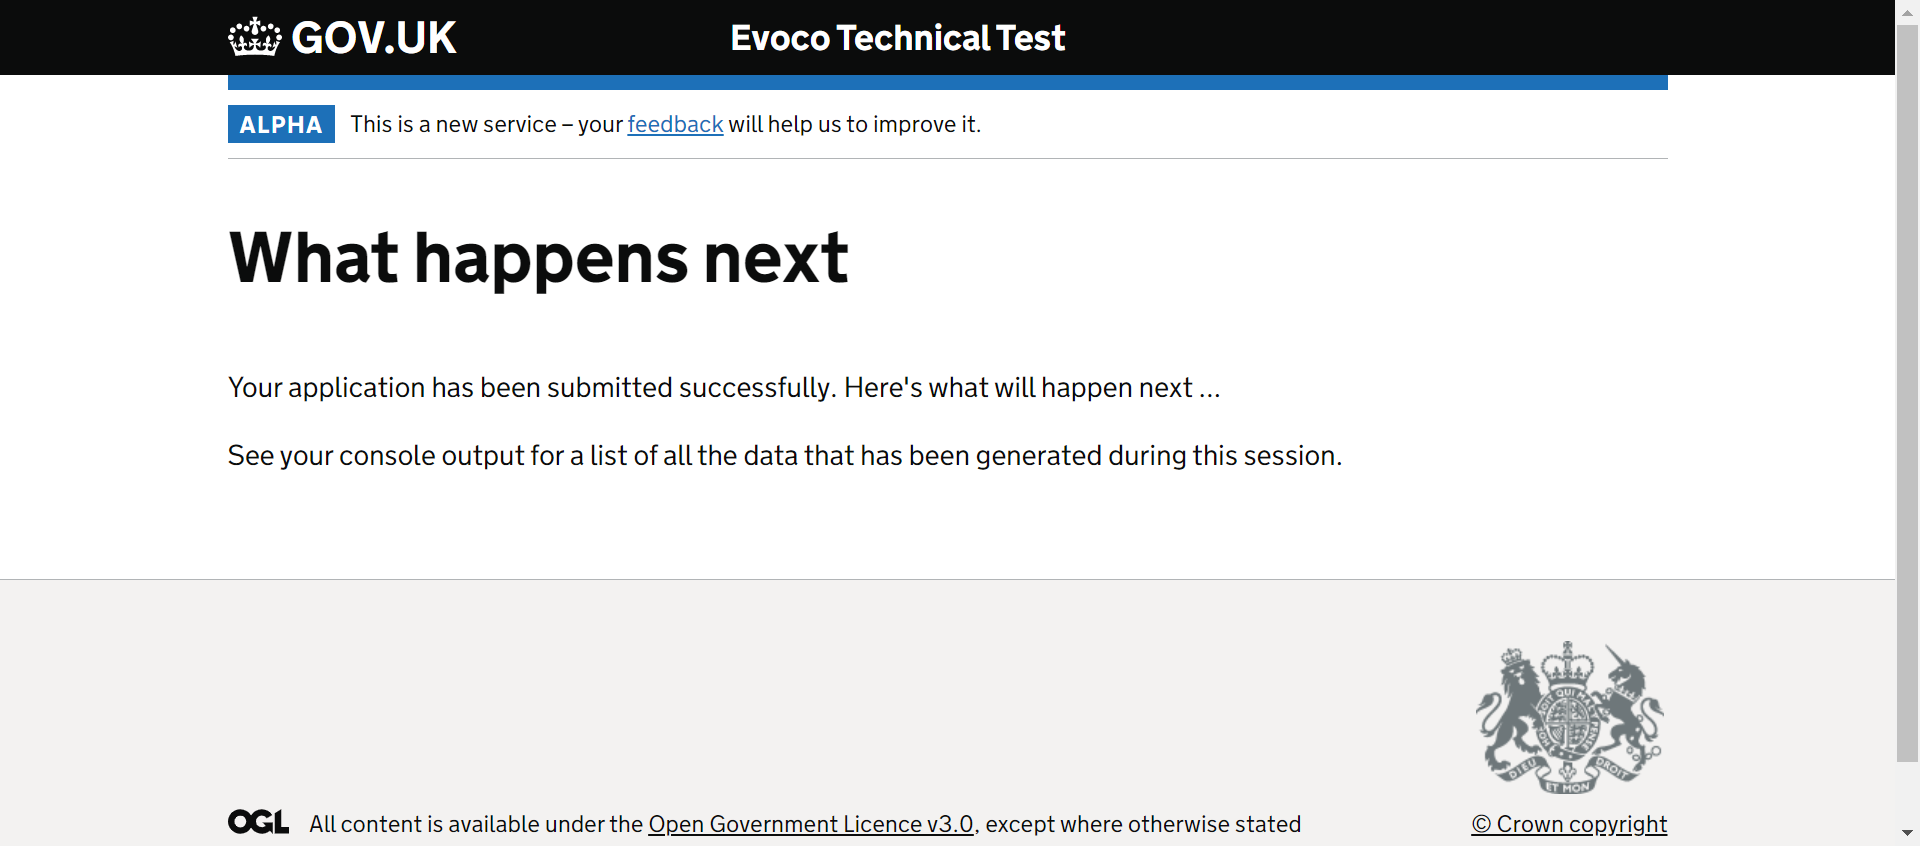 GOV.UK
Evoco Technical Test
ALPHA This is a new service – your feedback will help us to improve it.
What happens next
Your application has been submitted successfully. Here's what will happen next ...
See your console output for a list of all the data that has been generated during this session.
DIEU ET MON DROIT
OGL All content is available under the Open Government Licence v3.0, except where otherwise stated
© Crown copyright